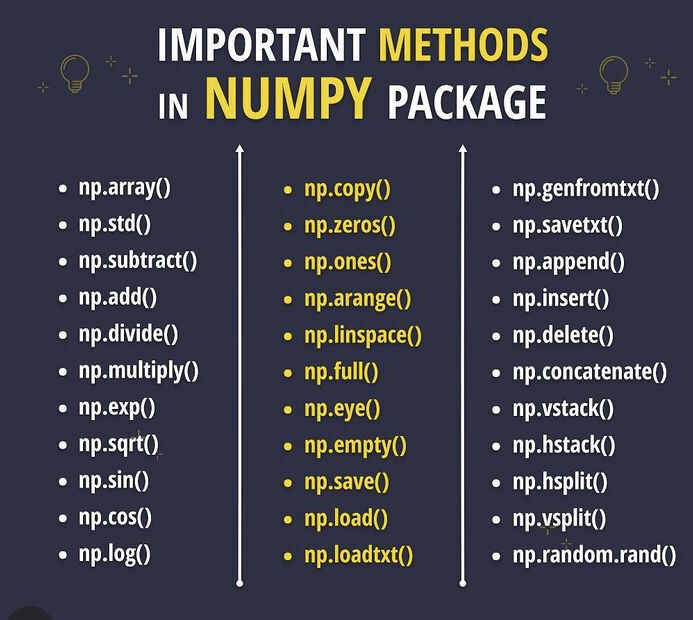 IMPORTANT METHODS
IN NUMPY PACKAGE
np.array()
np.std()
np.subtract()
np.add()
np.divide()
np.multiply()
np.exp()
np.sqrt()
np.sin()
np.cos()
np.log()
np.copy()
np.zeros()
np.ones()
np.arange()
np.linspace()
np.full()
np.eye()
np.empty()
np.save()
np.load()
np.loadtxt()
np.genfromtxt()
np.savetxt()
np.append()
np.insert()
np.delete()
np.concatenate()
np.vstack()
np.hstack()
np.hsplit()
np.vsplit()
np.random.rand()